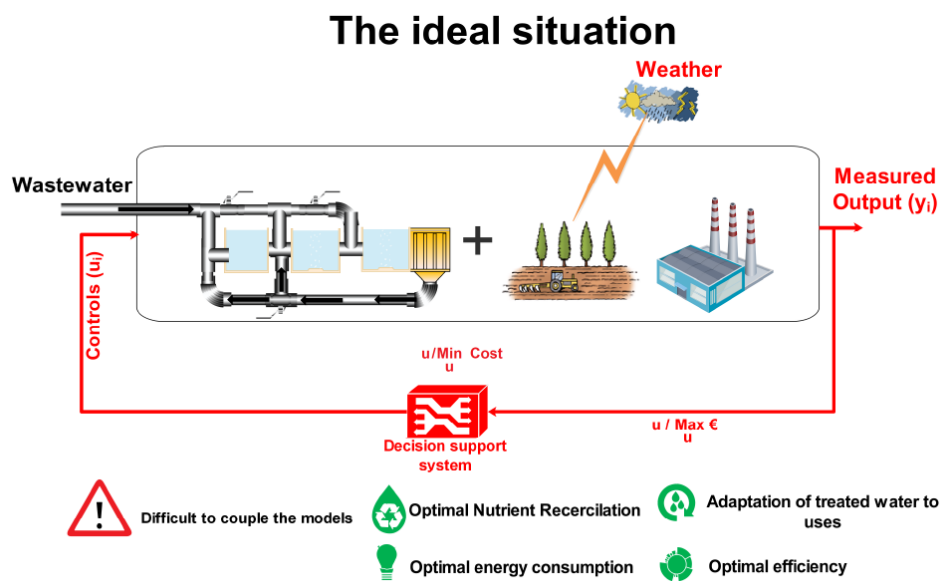 The ideal situation
Weather
Wastewater
Measured
Output (yᵢ)
Controls (uᵢ)
u/Min Cost
u
u / Max €
u
Decision support
system
Difficult to couple the models
Optimal Nutrient Recercilation
Adaptation of treated water to
uses
Optimal energy consumption
Optimal efficiency